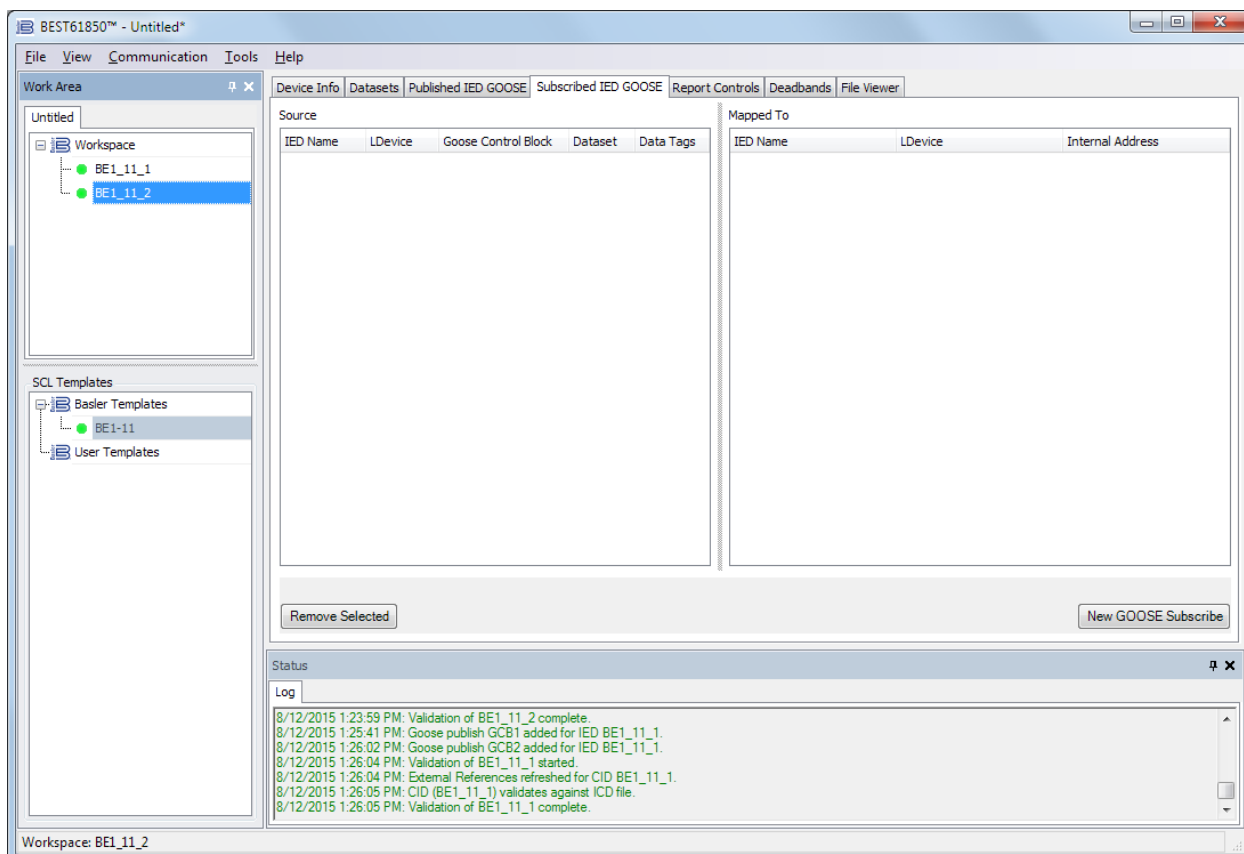 BEST61850™ - Untitled*
File View Communication Tools Help
Work Area
Untitled
Workspace
BE1_11_1
BE1_11_2
SCL Templates
Basler Templates
BE1-11
User Templates
Device Info Datasets Published IED GOOSE Subscribed IED GOOSE Report Controls Deadbands File Viewer
Source
IED Name LDevice Goose Control Block Dataset Data Tags
Mapped To
IED Name LDevice Internal Address
Remove Selected
New GOOSE Subscribe
Status
Log
8/12/2015 1:23:59 PM: Validation of BE1_11_2 complete.
8/12/2015 1:25:41 PM: Goose publish GCB1 added for IED BE1_11_1.
8/12/2015 1:26:02 PM: Goose publish GCB2 added for IED BE1_11_1.
8/12/2015 1:26:04 PM: Validation of BE1_11_1 started.
8/12/2015 1:26:04 PM: External References refreshed for CID BE1_11_1.
8/12/2015 1:26:05 PM: CID (BE1_11_1) validates against ICD file.
8/12/2015 1:26:05 PM: Validation of BE1_11_1 complete.
Workspace: BE1_11_2